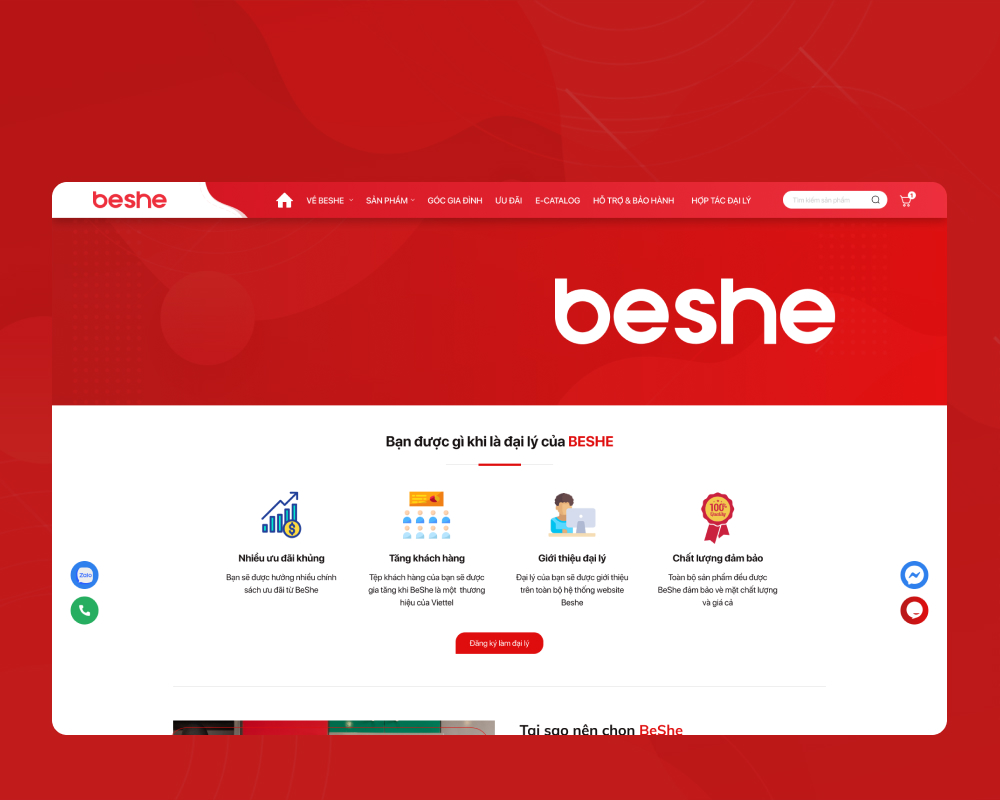 beshe
VỀ BESHE
SẢN PHẨM
GÓC GIA ĐÌNH
ƯU ĐÃI
E-CATALOG
HỖ TRỢ & BẢO HÀNH
HỢP TÁC ĐẠI LÝ
Tìm kiếm sản phẩm
1
beshe
Bạn được gì khi là đại lý của BESHE
100%
Quality
Nhiều ưu đãi khủng
Bạn sẽ được hưởng nhiều chính
sách ưu đãi từ BeShe
Tăng khách hàng
Tệp khách hàng của bạn sẽ được
gia tăng khi BeShe là một thương
hiệu của Viettel
Giới thiệu đại lý
Đại lý của bạn sẽ được giới thiệu
trên toàn bộ hệ thống website
Beshe
Chất lượng đảm bảo
Toàn bộ sản phẩm đều được
BeShe đảm bảo về mặt chất lượng
và giá cả
Zalo
Đăng ký làm đại lý
Tại sao nên chọn BeShe